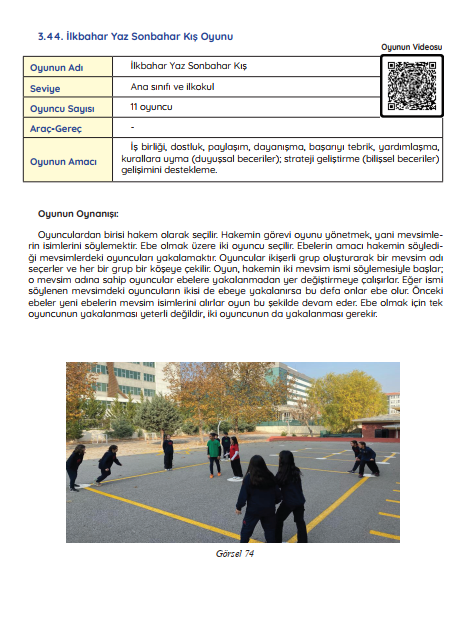 3.44. İlkbahar Yaz Sonbahar Kış Oyunu
Oyunun Videosu
Oyunun Adı İlkbahar Yaz Sonbahar Kış
Seviye Ana sınıfı ve ilkokul
Oyuncu Sayısı 11 oyuncu
Araç-Gereç -
Oyunun Amacı
İş birliği, dostluk, paylaşım, dayanışma, başarıyı tebrik, yardımlaşma,
kurallara uyma (duyuşsal beceriler); strateji geliştirme (bilişsel beceriler)
gelişimini destekleme.
Oyunun Oynanışı:
Oyunculardan birisi hakem olarak seçilir. Hakemin görevi oyunu yönetmek, yani mevsimle-
rin isimlerini söylemektir. Ebe olmak üzere iki oyuncu seçilir. Ebelerin amacı hakemin söyledi-
ği mevsimlerdeki oyuncuları yakalamaktır. Oyuncular ikişerli grup oluşturarak bir mevsim adı
seçerler ve her bir grup bir köşeye çekilir. Oyun, hakemin iki mevsim ismi söylemesiyle başlar;
o mevsim adına sahip oyuncular ebelere yakalanmadan yer değiştirmeye çalışırlar. Eğer ismi
söylenen mevsimdeki oyuncuların ikisi de ebeye yakalanırsa bu defa onlar ebe olur. Önceki
ebeler yeni ebelerin mevsim isimlerini alırlar oyun bu şekilde devam eder. Ebe olmak için tek
oyuncunun yakalanması yeterli değildir, iki oyuncunun da yakalanması gerekir.
Görsel 74